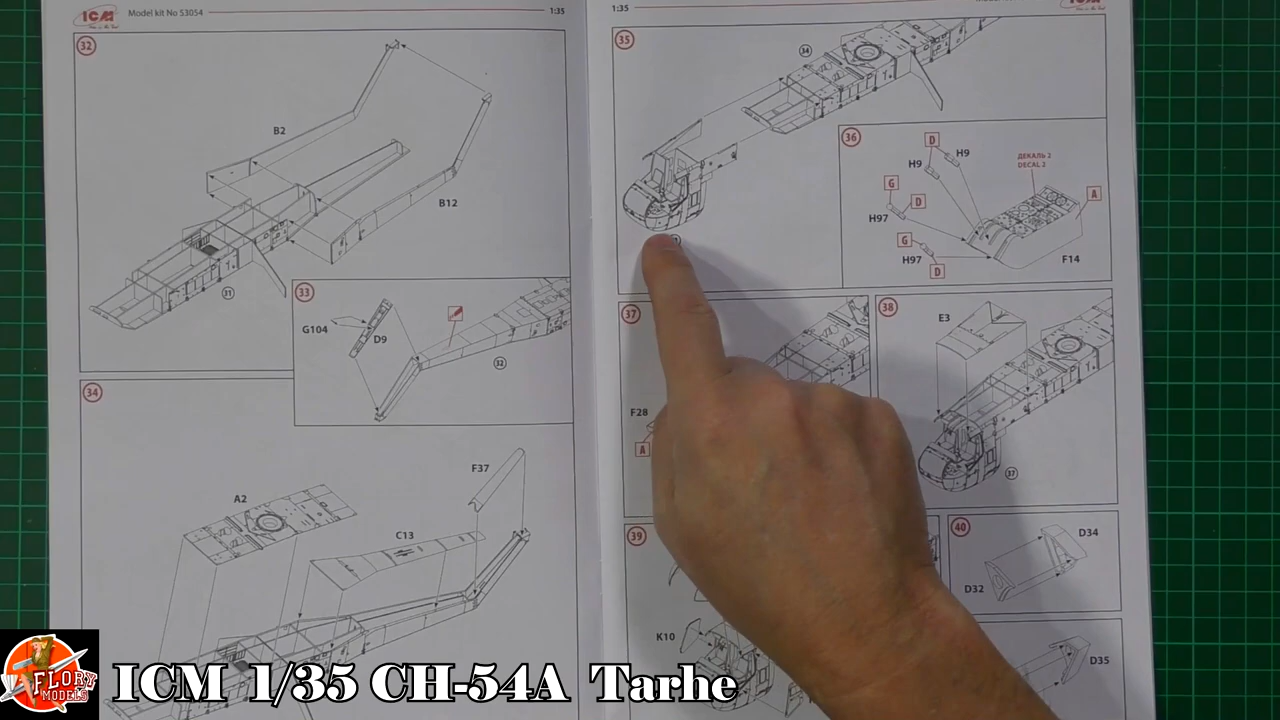 ICM
Model kit No 53054
1:35
1:35
32
B2
B12
31
33
G104
D9
32
34
A2
C13
F37
35
34
36
D
H9
H9
ДЕКАЛЬ 2
DECAL 2
A
G
D
H97
G
H97
D
F14
37
F28
A
38
E3
37
39
K10
40
D34
D32
D35
FLORY
MODELS
ICM 1/35 CH-54A Tarhe